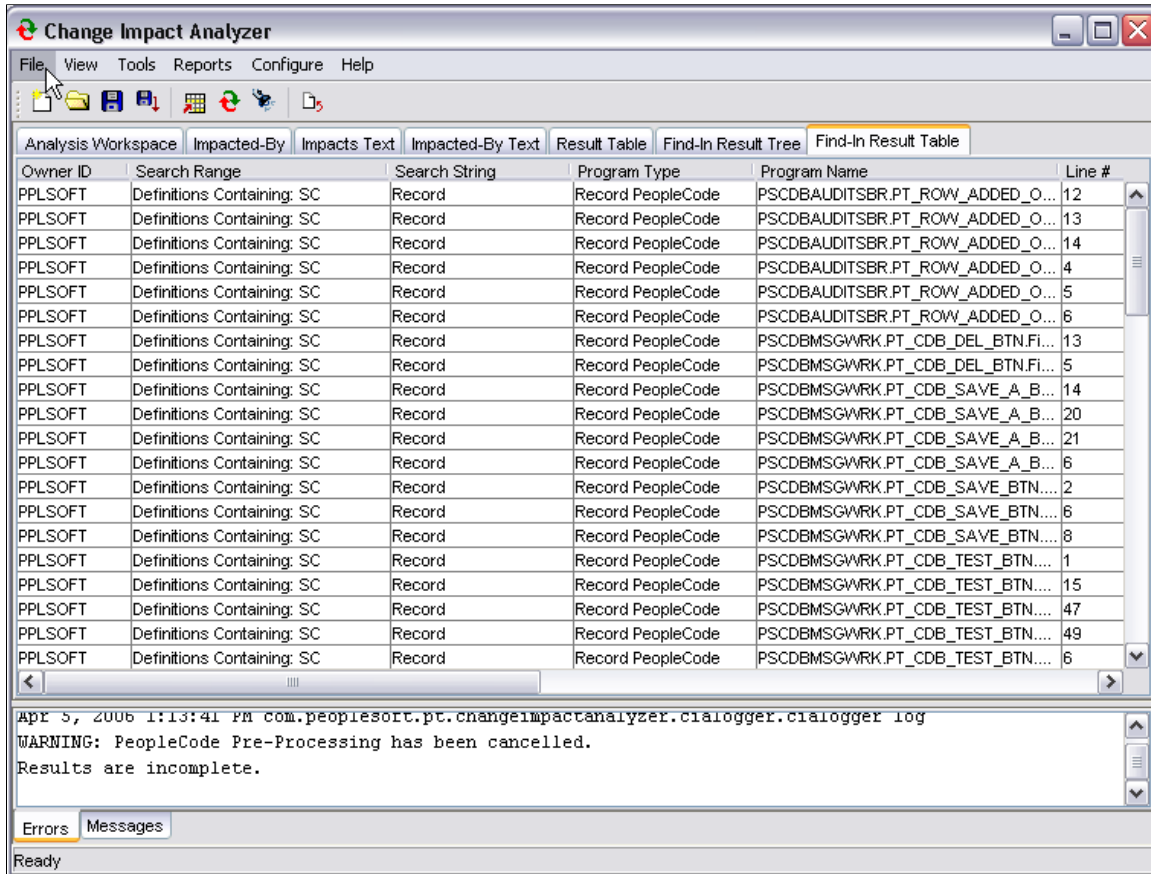 Change Impact Analyzer
File View Tools Reports Configure Help
Analysis Workspace Impacted-By Impacts Text Impacted-By Text Result Table Find-In Result Tree Find-In Result Table
Owner ID Search Range Search String Program Type Program Name Line #
PPLSOFT Definitions Containing: SC Record Record PeopleCode PSCDBAUDITSBR.PT_ROW_ADDED_O... 12
PPLSOFT Definitions Containing: SC Record Record PeopleCode PSCDBAUDITSBR.PT_ROW_ADDED_O... 13
PPLSOFT Definitions Containing: SC Record Record PeopleCode PSCDBAUDITSBR.PT_ROW_ADDED_O... 14
PPLSOFT Definitions Containing: SC Record Record PeopleCode PSCDBAUDITSBR.PT_ROW_ADDED_O... 4
PPLSOFT Definitions Containing: SC Record Record PeopleCode PSCDBAUDITSBR.PT_ROW_ADDED_O... 5
PPLSOFT Definitions Containing: SC Record Record PeopleCode PSCDBAUDITSBR.PT_ROW_ADDED_O... 6
PPLSOFT Definitions Containing: SC Record Record PeopleCode PSCDBMSGWRK.PT_CDB_DEL_BTN.Fi... 13
PPLSOFT Definitions Containing: SC Record Record PeopleCode PSCDBMSGWRK.PT_CDB_DEL_BTN.Fi... 5
PPLSOFT Definitions Containing: SC Record Record PeopleCode PSCDBMSGWRK.PT_CDB_SAVE_A_B... 14
PPLSOFT Definitions Containing: SC Record Record PeopleCode PSCDBMSGWRK.PT_CDB_SAVE_A_B... 20
PPLSOFT Definitions Containing: SC Record Record PeopleCode PSCDBMSGWRK.PT_CDB_SAVE_A_B... 21
PPLSOFT Definitions Containing: SC Record Record PeopleCode PSCDBMSGWRK.PT_CDB_SAVE_A_B... 6
PPLSOFT Definitions Containing: SC Record Record PeopleCode PSCDBMSGWRK.PT_CDB_SAVE_BTN.... 2
PPLSOFT Definitions Containing: SC Record Record PeopleCode PSCDBMSGWRK.PT_CDB_SAVE_BTN.... 6
PPLSOFT Definitions Containing: SC Record Record PeopleCode PSCDBMSGWRK.PT_CDB_SAVE_BTN.... 8
PPLSOFT Definitions Containing: SC Record Record PeopleCode PSCDBMSGWRK.PT_CDB_TEST_BTN.... 1
PPLSOFT Definitions Containing: SC Record Record PeopleCode PSCDBMSGWRK.PT_CDB_TEST_BTN.... 15
PPLSOFT Definitions Containing: SC Record Record PeopleCode PSCDBMSGWRK.PT_CDB_TEST_BTN.... 47
PPLSOFT Definitions Containing: SC Record Record PeopleCode PSCDBMSGWRK.PT_CDB_TEST_BTN.... 49
PPLSOFT Definitions Containing: SC Record Record PeopleCode PSCDBMSGWRK.PT_CDB_TEST_BTN.... 6
Apr 5, 2006 1:13:41 PM com.peoplesoft.pt.changeimpactanalyzer.cialogger.cialogger log
WARNING: PeopleCode Pre-Processing has been cancelled.
Results are incomplete.
Errors Messages
Ready